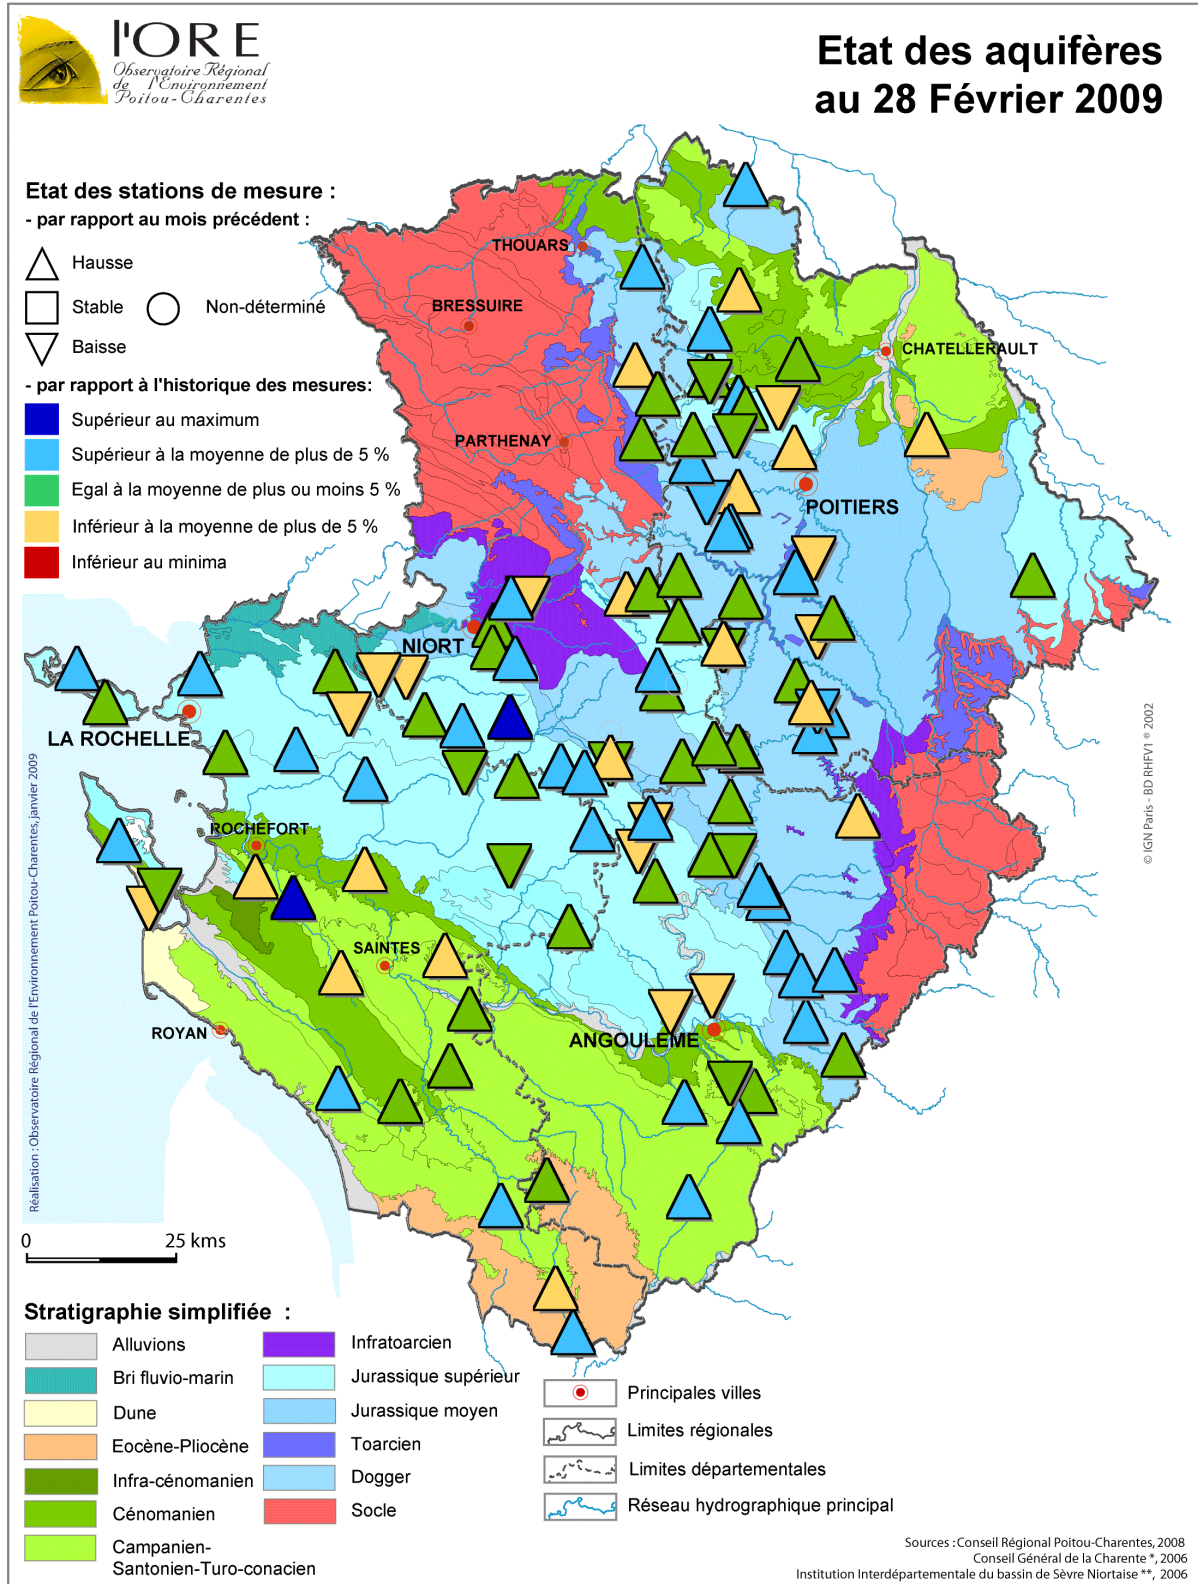 l'ORE
Observatoire Régional
de l'Environnement
Poitou-Charentes
Etat des aquifères
au 28 Février 2009
Etat des stations de mesure :
- par rapport au mois précédent :
Hausse
Stable
Non-déterminé
Baisse
- par rapport à l'historique des mesures:
Supérieur au maximum
Supérieur à la moyenne de plus de 5 %
Egal à la moyenne de plus ou moins 5 %
Inférieur à la moyenne de plus de 5 %
Inférieur au minima
THOUARS
BRESSUIRE
CHATELLERAULT
PARTHENAY
POITIERS
NIORT
LA ROCHELLE
ROCHEFORT
SAINTES
ROYAN
ANGOULEME
Réalisation : Observatoire Régional de l'Environnement Poitou-Charentes, janvier 2009
© IGN Paris - BD RHFV1 ® 2002
0 25 kms
Stratigraphie simplifiée :
Alluvions
Bri fluvio-marin
Dune
Eocène-Pliocène
Infra-cénomanien
Cénomanien
Campanien-
Santonien-Turo-conacien
Infratoarcien
Jurassique supérieur
Jurassique moyen
Toarcien
Dogger
Socle
Principales villes
Limites régionales
Limites départementales
Réseau hydrographique principal
Sources : Conseil Régional Poitou-Charentes, 2008
Conseil Général de la Charente *, 2006
Institution Interdépartementale du bassin de Sèvre Niortaise **, 2006